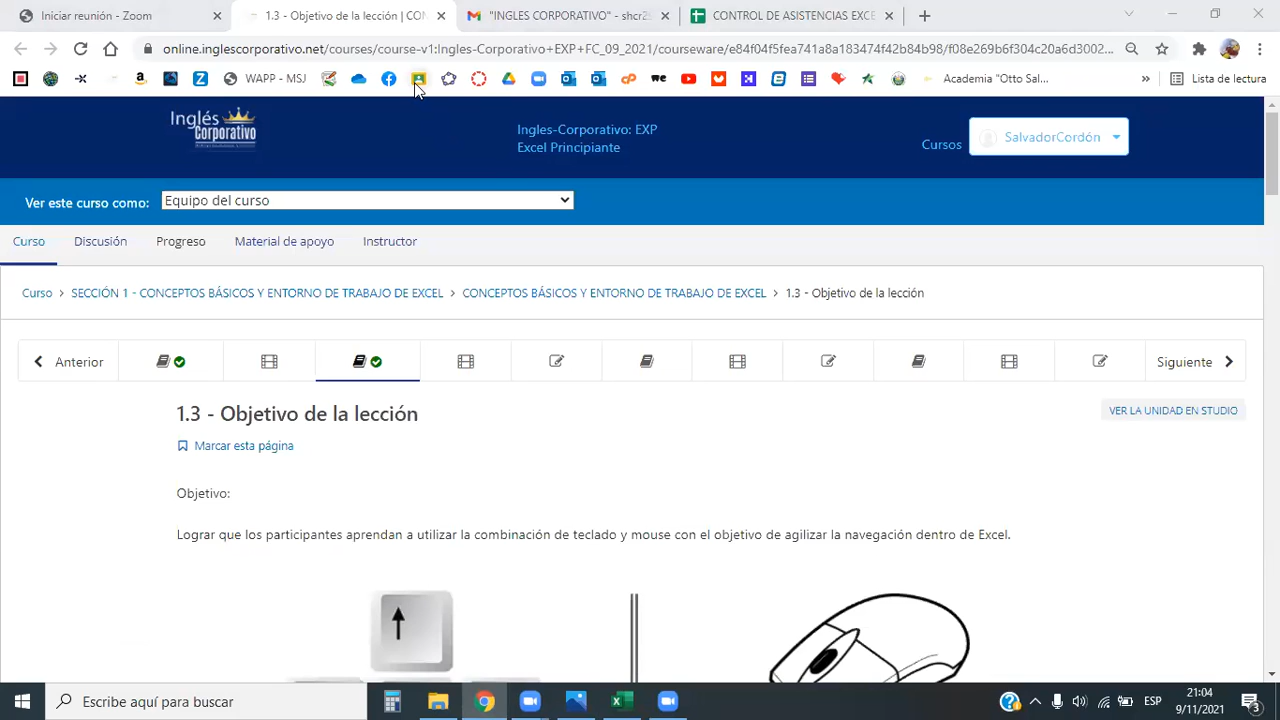 Iniciar reunión - Zoom
1.3 - Objetivo de la lección | CON
"INGLES CORPORATIVO" - shcr2
CONTROL DE ASISTENCIAS EXCE
online.inglescorporativo.net/courses/course-v1:Ingles-Corporativo+EXP+FC_09_2021/courseware/e84f04f5fea741a8a183474f42b84b98/f08e269b6f304c20a6d3002...
WAPP - MSJ
Academia "Otto Sal...
»
Lista de lectura
Inglés
Corporativo
Ingles-Corporativo: EXP
Excel Principiante
Cursos
SalvadorCordón
Ver este curso como:
Equipo del curso
Curso
Discusión
Progreso
Material de apoyo
Instructor
Curso > SECCIÓN 1 - CONCEPTOS BÁSICOS Y ENTORNO DE TRABAJO DE EXCEL > CONCEPTOS BÁSICOS Y ENTORNO DE TRABAJO DE EXCEL > 1.3 - Objetivo de la lección
Anterior
Siguiente
1.3 - Objetivo de la lección
VER LA UNIDAD EN STUDIO
Marcar esta página
Objetivo:
Lograr que los participantes aprendan a utilizar la combinación de teclado y mouse con el objetivo de agilizar la navegación dentro de Excel.
Escribe aquí para buscar
ESP
21:04
9/11/2021
3